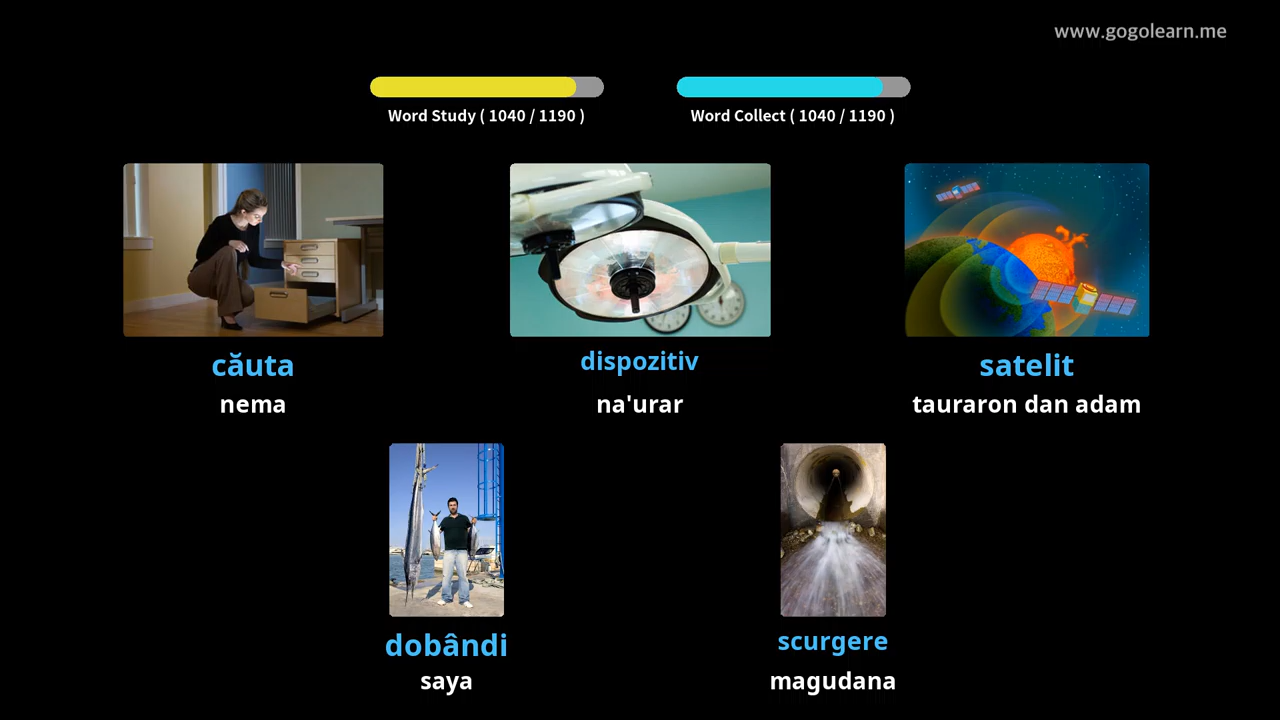 www.gogolearn.me
Word Study ( 1040 / 1190 )
Word Collect ( 1040 / 1190 )
căuta
dispozitiv
satelit
nema
na'urar
tauraron dan adam
dobândi
scurgere
saya
magudana